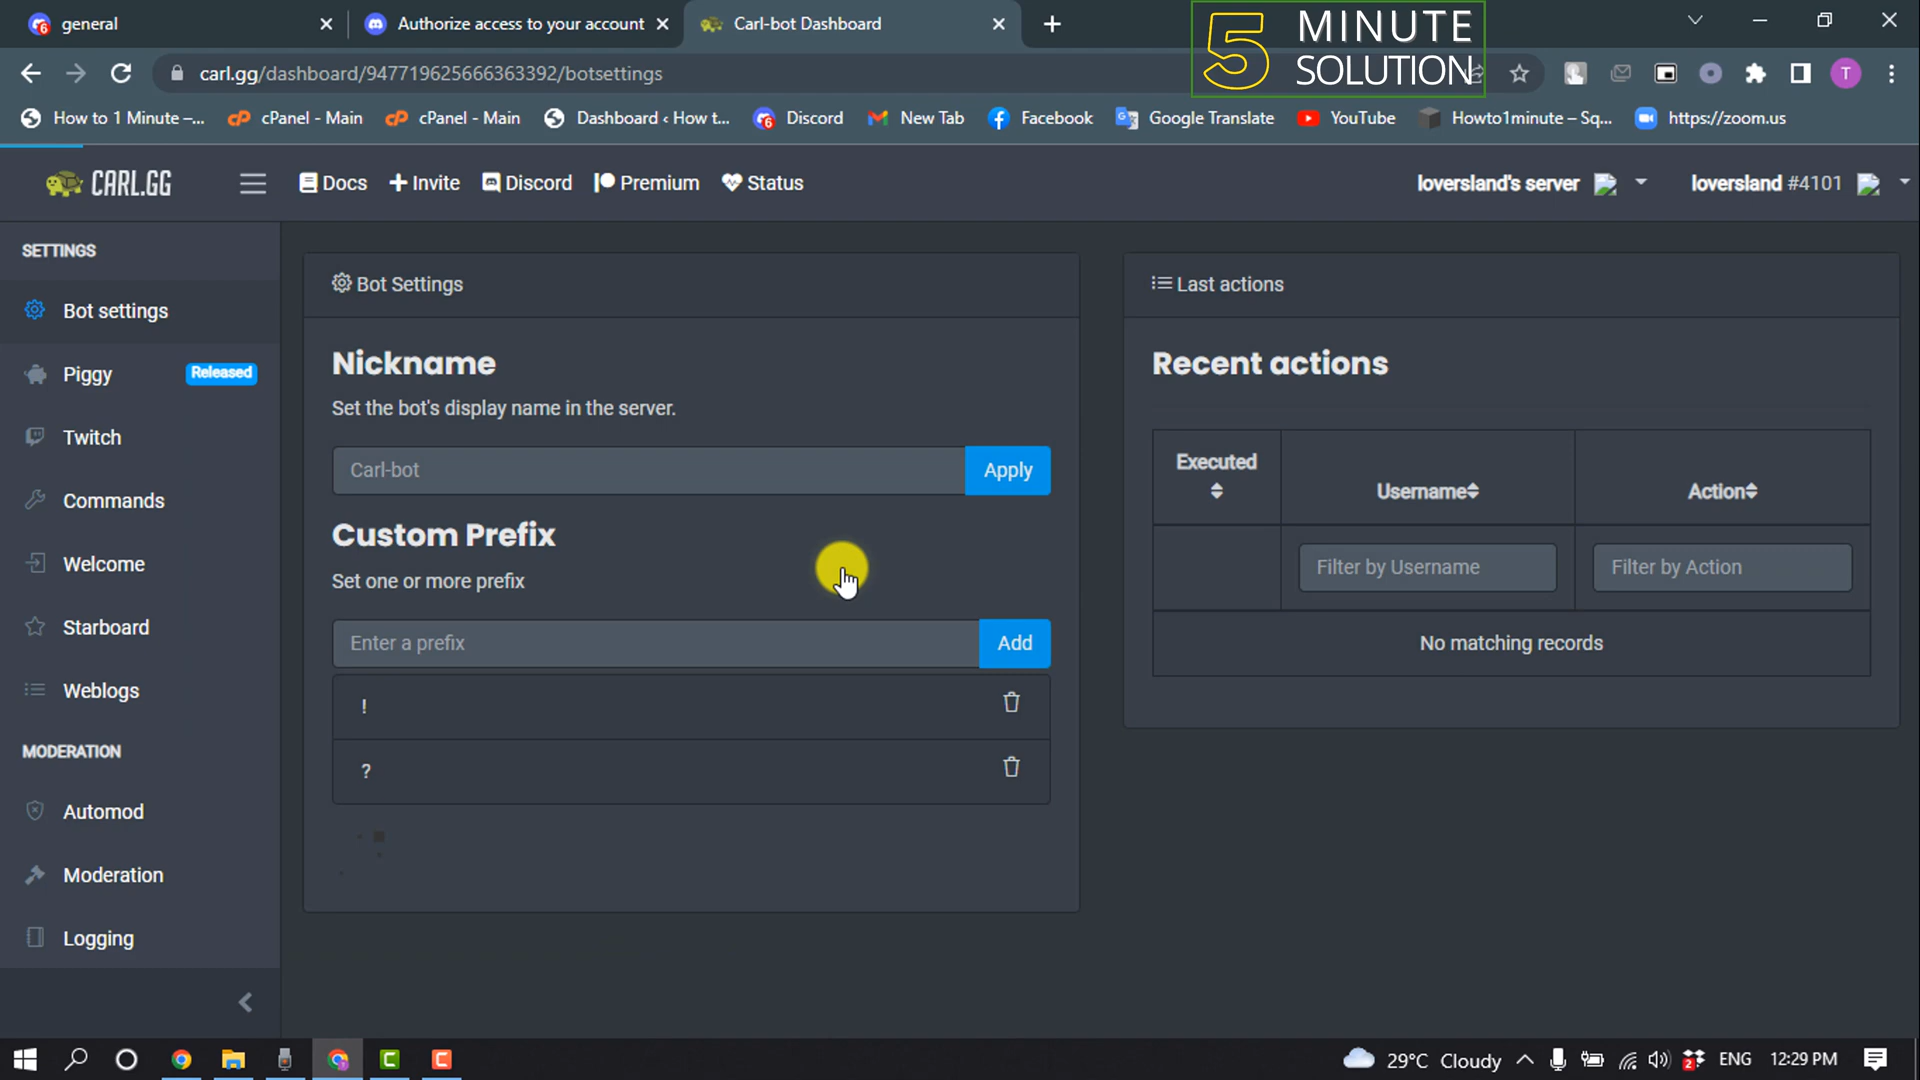 general
Authorize access to your account
Carl-bot Dashboard
5 MINUTE
SOLUTION
carl.gg/dashboard/947719625666363392/botsettings
T
How to 1 Minute –...
cPanel - Main
cPanel - Main
Dashboard ‹ How t...
Discord
New Tab
Facebook
Google Translate
YouTube
Howto1minute – Sq...
https://zoom.us
CARL.GG
Docs
Invite
Discord
Premium
Status
loversland's server
loversland #4101
SETTINGS
Bot settings
Piggy
Released
Twitch
Commands
Welcome
Starboard
Weblogs
MODERATION
Automod
Moderation
Logging
Bot Settings
Nickname
Set the bot's display name in the server.
Carl-bot
Apply
Custom Prefix
Set one or more prefix
Enter a prefix
Add
!
?
Last actions
Recent actions
Executed
Username
Action
Filter by Username
Filter by Action
No matching records
29°C Cloudy
2
ENG
12:29 PM